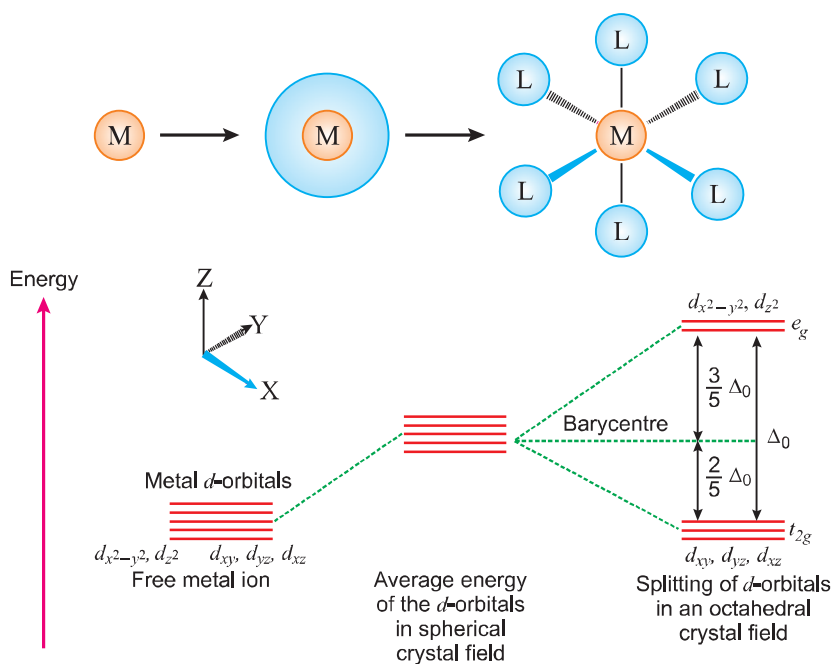 L
L
L
M
M
M
L
L
L
Energy
Z
Y
X
d_{x²–y²}, d_{z²}
e_g
3/5 Δ₀
Barycentre
Δ₀
2/5 Δ₀
Metal d-orbitals
t_{2g}
d_{x²–y²}, d_{z²} d_{xy}, d_{yz}, d_{xz}
Free metal ion
d_{xy}, d_{yz}, d_{xz}
Average energy
of the d-orbitals
in spherical
crystal field
Splitting of d-orbitals
in an octahedral
crystal field